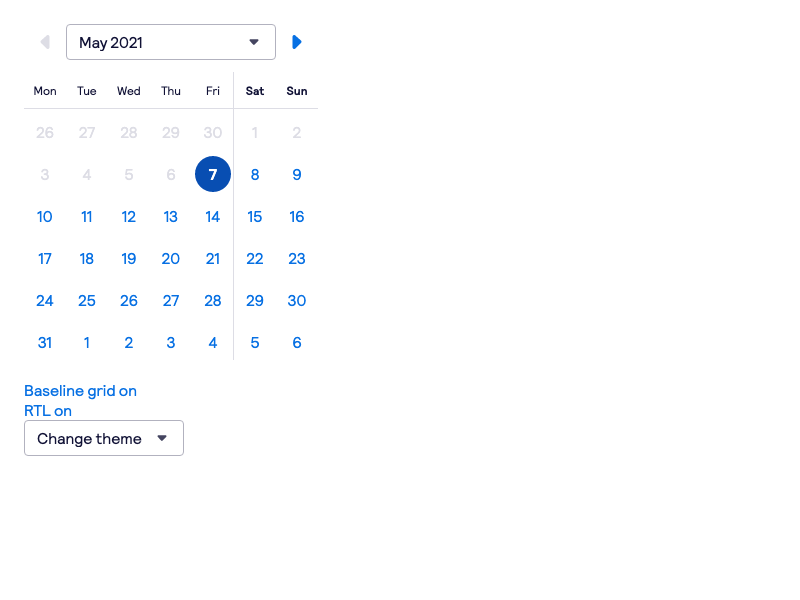 May 2021
Mon Tue Wed Thu Fri Sat Sun
26 27 28 29 30 1 2
3 4 5 6 7 8 9
10 11 12 13 14 15 16
17 18 19 20 21 22 23
24 25 26 27 28 29 30
31 1 2 3 4 5 6
Baseline grid on
RTL on
Change theme